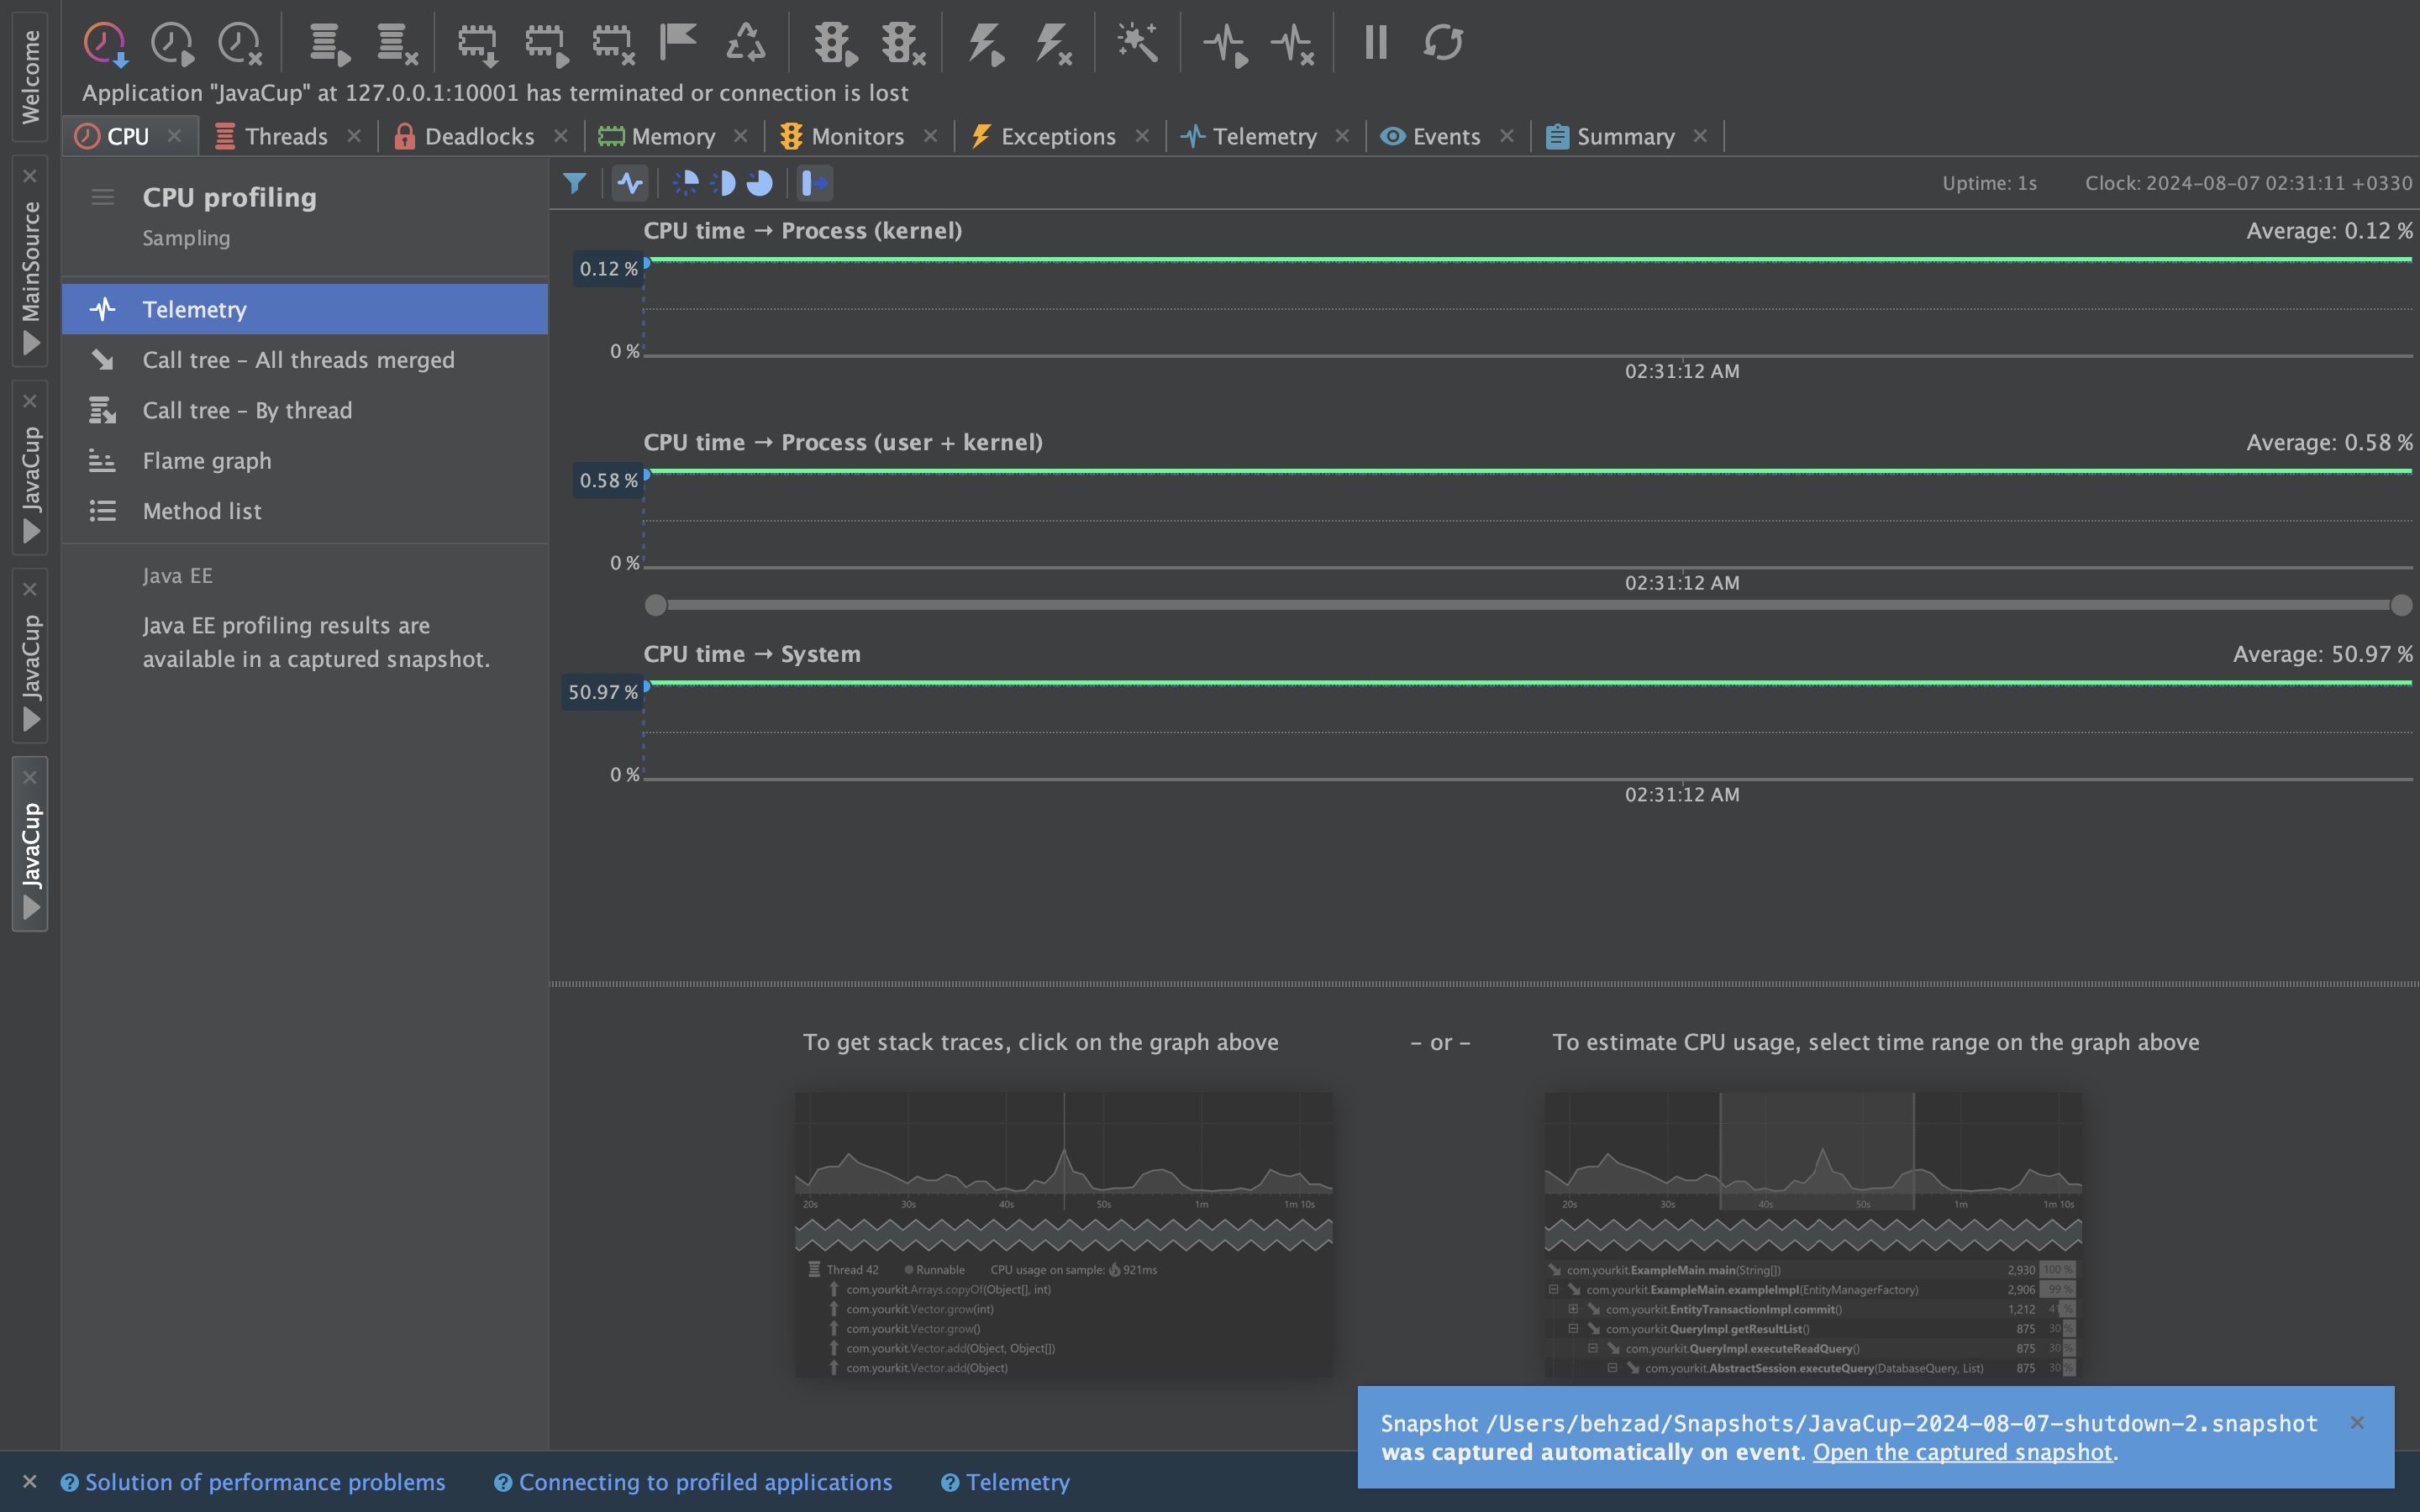 Welcome
MainSource
JavaCup
JavaCup
JavaCup
Application "JavaCup" at 127.0.0.1:10001 has terminated or connection is lost
CPU
Threads
Deadlocks
Memory
Monitors
Exceptions
Telemetry
Events
Summary
CPU profiling
Sampling
Telemetry
Call tree – All threads merged
Call tree – By thread
Flame graph
Method list
Java EE
Java EE profiling results are
available in a captured snapshot.
Uptime: 1s Clock: 2024-08-07 02:31:11 +0330
CPU time → Process (kernel) Average: 0.12 %
0.12 %
0 %
02:31:12 AM
CPU time → Process (user + kernel) Average: 0.58 %
0.58 %
0 %
02:31:12 AM
CPU time → System Average: 50.97 %
50.97 %
0 %
02:31:12 AM
To get stack traces, click on the graph above – or – To estimate CPU usage, select time range on the graph above
20s 30s 40s 50s 1m 1m 10s
Thread 42 Runnable CPU usage on sample: 921ms
com.yourkit.Arrays.copyOf(Object[], int)
com.yourkit.Vector.grow(int)
com.yourkit.Vector.grow()
com.yourkit.Vector.add(Object, Object[])
com.yourkit.Vector.add(Object)
20s 30s 40s 50s 1m 1m 10s
com.yourkit.ExampleMain.main(String[]) 2,930 100 %
com.yourkit.ExampleMain.exampleImpl(EntityManagerFactory) 2,906 99 %
com.yourkit.EntityTransactionImpl.commit() 1,212 41 %
com.yourkit.QueryImpl.getResultList() 875 30 %
com.yourkit.QueryImpl.executeReadQuery() 875 30 %
com.yourkit.AbstractSession.executeQuery(DatabaseQuery, List) 875 30 %
Snapshot /Users/behzad/Snapshots/JavaCup-2024-08-07-shutdown-2.snapshot
was captured automatically on event. Open the captured snapshot.
Solution of performance problems
Connecting to profiled applications
Telemetry